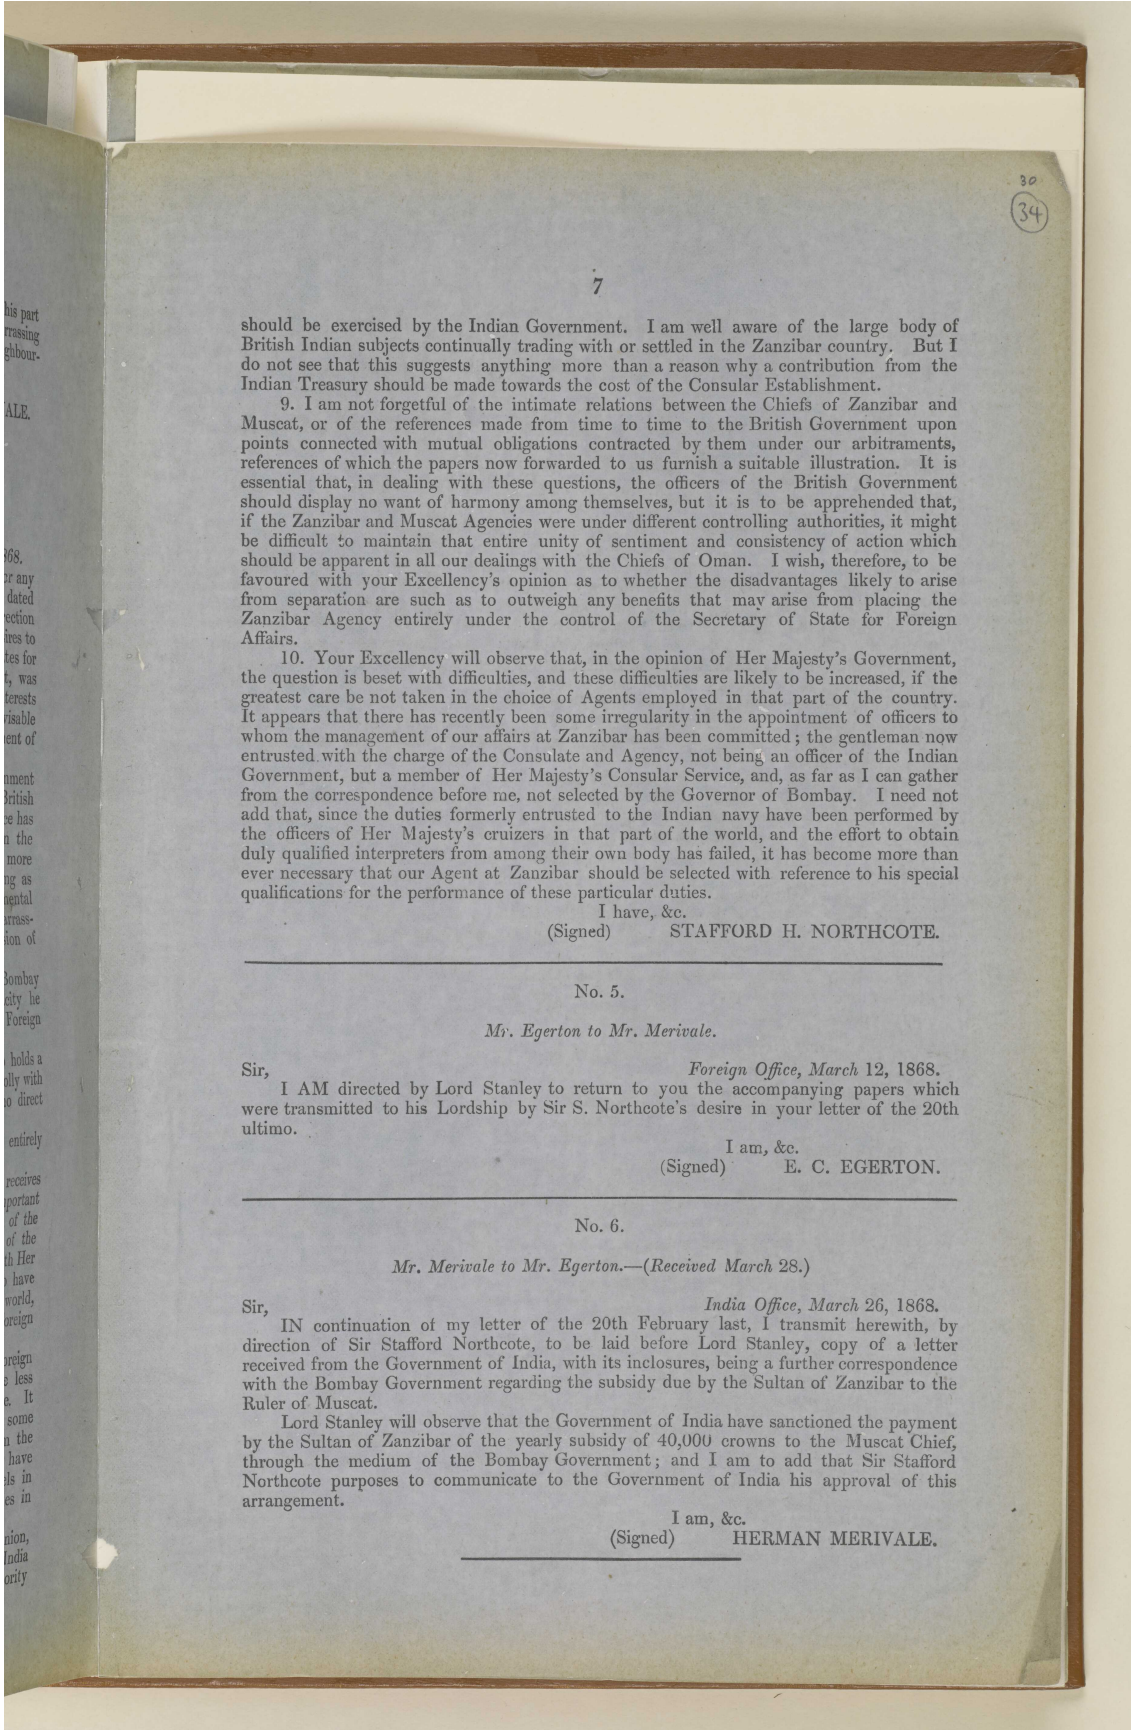 30
34
7
should be exercised by the Indian Government. I am well aware of the large body of
British Indian subjects continually trading with or settled in the Zanzibar country. But I
do not see that this suggests anything more than a reason why a contribution from the
Indian Treasury should be made towards the cost of the Consular Establishment.
9. I am not forgetful of the intimate relations between the Chiefs of Zanzibar and
Muscat, or of the references made from time to time to the British Government upon
points connected with mutual obligations contracted by them under our arbitraments,
references of which the papers now forwarded to us furnish a suitable illustration. It is
essential that, in dealing with these questions, the officers of the British Government
should display no want of harmony among themselves, but it is to be apprehended that,
if the Zanzibar and Muscat Agencies were under different controlling authorities, it might
be difficult to maintain that entire unity of sentiment and consistency of action which
should be apparent in all our dealings with the Chiefs of Oman. I wish, therefore, to be
favoured with your Excellency's opinion as to whether the disadvantages likely to arise
from separation are such as to outweigh any benefits that may arise from placing the
Zanzibar Agency entirely under the control of the Secretary of State for Foreign
Affairs.
10. Your Excellency will observe that, in the opinion of Her Majesty's Government,
the question is beset with difficulties, and these difficulties are likely to be increased, if the
greatest care be not taken in the choice of Agents employed in that part of the country.
It appears that there has recently been some irregularity in the appointment of officers to
whom the management of our affairs at Zanzibar has been committed; the gentleman now
entrusted with the charge of the Consulate and Agency, not being an officer of the Indian
Government, but a member of Her Majesty's Consular Service, and, as far as I can gather
from the correspondence before me, not selected by the Governor of Bombay. I need not
add that, since the duties formerly entrusted to the Indian navy have been performed by
the officers of Her Majesty's cruizers in that part of the world, and the effort to obtain
duly qualified interpreters from among their own body has failed, it has become more than
ever necessary that our Agent at Zanzibar should be selected with reference to his special
qualifications for the performance of these particular duties.
I have, &c.
(Signed) STAFFORD H. NORTHCOTE.
No. 5.
Mr. Egerton to Mr. Merivale.
Sir, Foreign Office, March 12, 1868.
I AM directed by Lord Stanley to return to you the accompanying papers which
were transmitted to his Lordship by Sir S. Northcote's desire in your letter of the 20th
ultimo.
I am, &c.
(Signed) E. C. EGERTON.
No. 6.
Mr. Merivale to Mr. Egerton.—(Received March 28.)
Sir, India Office, March 26, 1868.
IN continuation of my letter of the 20th February last, I transmit herewith, by
direction of Sir Stafford Northcote, to be laid before Lord Stanley, copy of a letter
received from the Government of India, with its inclosures, being a further correspondence
with the Bombay Government regarding the subsidy due by the Sultan of Zanzibar to the
Ruler of Muscat.
Lord Stanley will observe that the Government of India have sanctioned the payment
by the Sultan of Zanzibar of the yearly subsidy of 40,000 crowns to the Muscat Chief,
through the medium of the Bombay Government; and I am to add that Sir Stafford
Northcote purposes to communicate to the Government of India his approval of this
arrangement.
I am, &c.
(Signed) HERMAN MERIVALE.